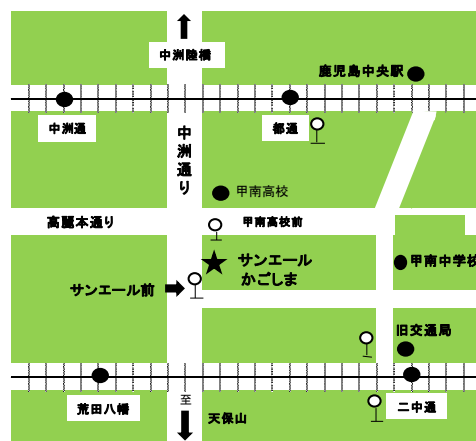 中洲陸橋
鹿児島中央駅
中洲通
都通
中洲通り
甲南高校
高麗本通り
甲南高校前
サンエール
かごしま
甲南中学校
サンエール前
旧交通局
荒田八幡
至
天保山
二中通